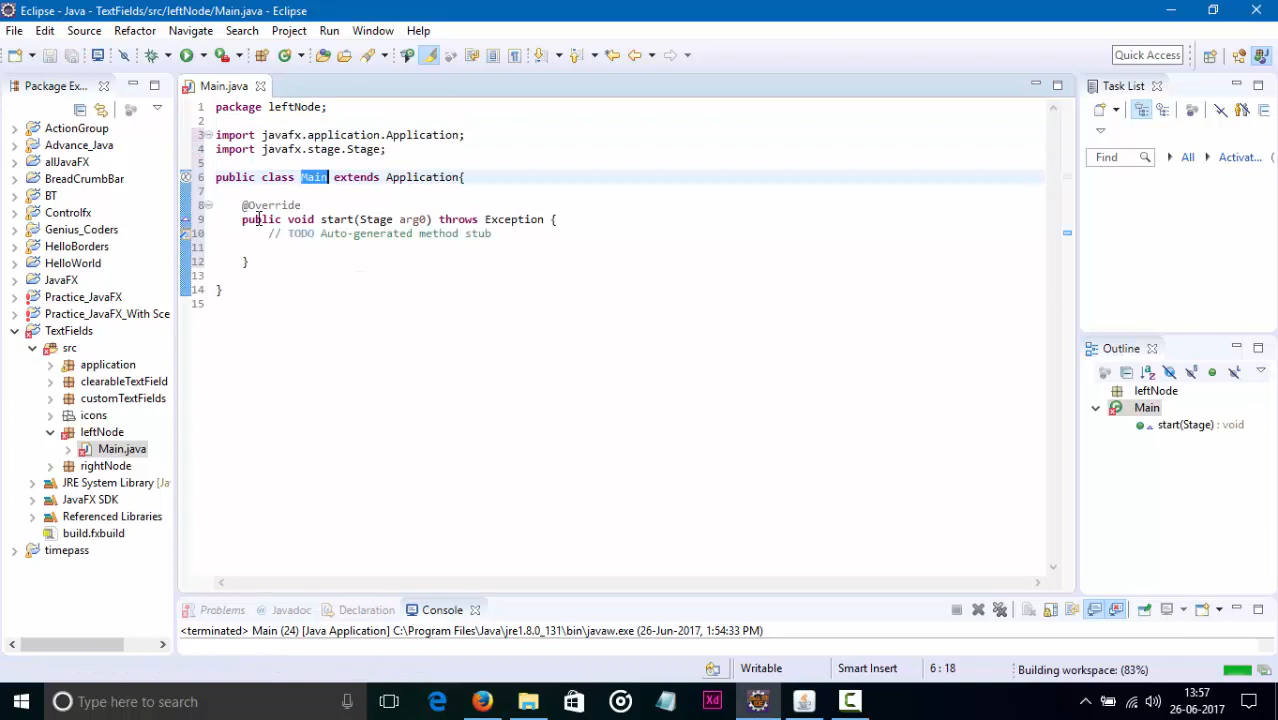 Eclipse - Java - TextFields/src/leftNode/Main.java - Eclipse
File Edit Source Refactor Navigate Search Project Run Window Help
Quick Access
Package Ex...
ActionGroup
Advance_Java
allJavaFX
BreadCrumbBar
BT
Controlfx
Genius_Coders
HelloBorders
HelloWorld
JavaFX
Practice_JavaFX
Practice_JavaFX_With Sce
TextFields
src
application
clearableTextField
customTextFields
icons
leftNode
Main.java
rightNode
JRE System Library [JavaS
JavaFX SDK
Referenced Libraries
build.fxbuild
timepass
Main.java
1 package leftNode;
2
3 import javafx.application.Application;
4 import javafx.stage.Stage;
5
6 public class Main extends Application{
7
8 @Override
9 public void start(Stage arg0) throws Exception {
10 // TODO Auto-generated method stub
11
12 }
13
14 }
15
Task List
Find All Activat...
Outline
leftNode
Main
start(Stage) : void
Problems Javadoc Declaration Console
<terminated> Main (24) [Java Application] C:\Program Files\Java\jre1.8.0_131\bin\javaw.exe (26-Jun-2017, 1:54:33 PM)
Writable Smart Insert 6 : 18 Building workspace: (83%)
Type here to search
Xd
13:57
26-06-2017